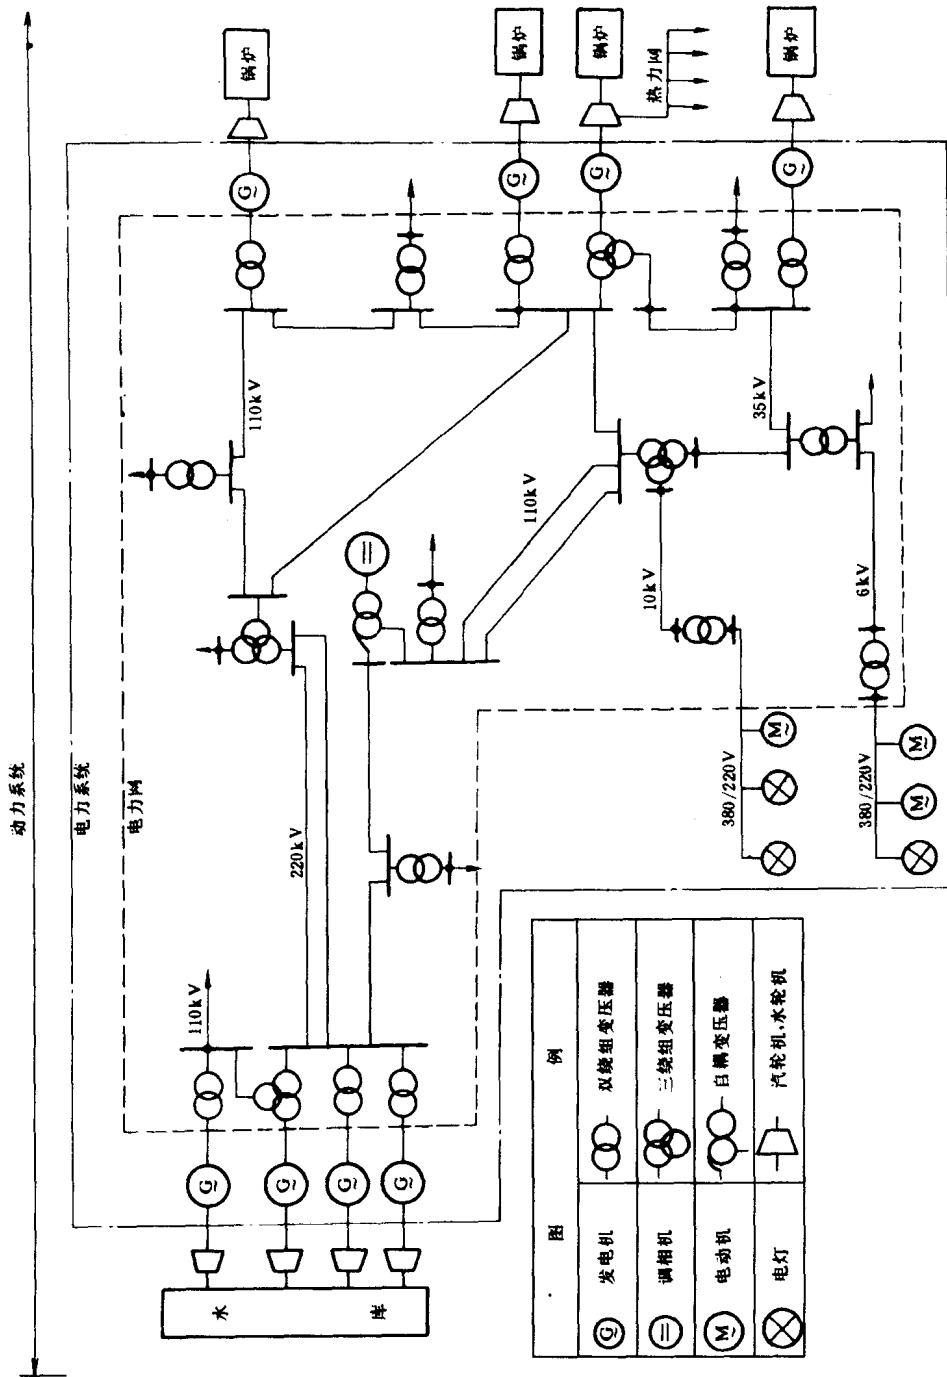 动力系统
电力系统
电力网
110kV
110kV
220kV
水
库
G
~
G
~
G
~
G
~
锅炉
G
~
锅炉
G
~
锅炉
G
~
热力网
锅炉
G
~
110kV
35kV
10kV
6kV
380/220V
M
~
380/220V
M
~
M
~
图 例
G
~
发电机
双绕组变压器
调相机
三绕组变压器
M
~
电动机
自耦变压器
电灯
汽轮机,水轮机